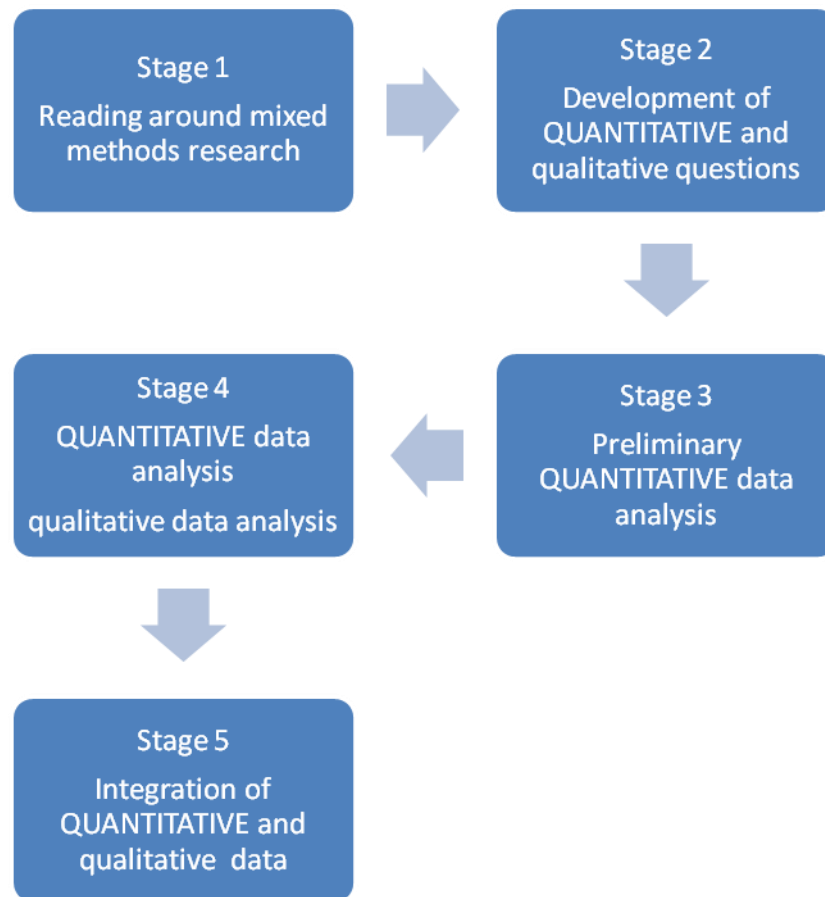 Stage 1
Reading around mixed
methods research
Stage 2
Development of
QUANTITATIVE and
qualitative questions
Stage 3
Preliminary
QUANTITATIVE data
analysis
Stage 4
QUANTITATIVE data
analysis
qualitative data analysis
Stage 5
Integration of
QUANTITATIVE and
qualitative data